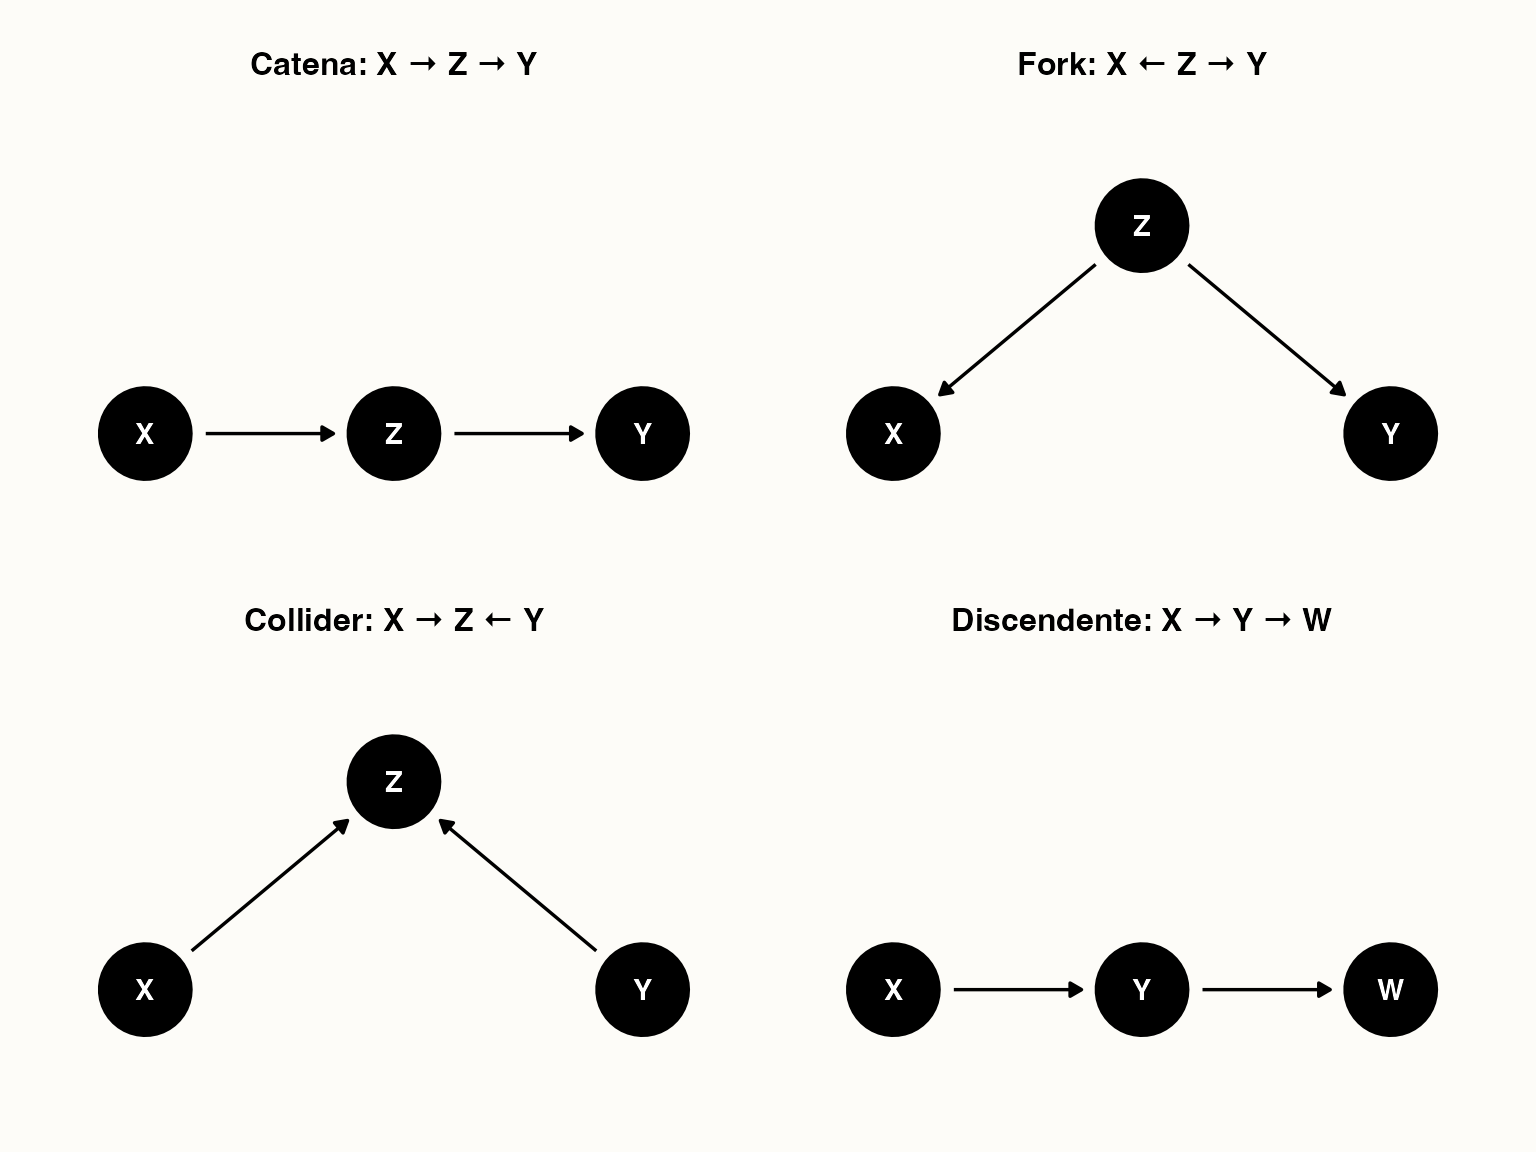 Catena: X → Z → Y
X
Z
Y
Fork: X ← Z → Y
Z
X
Y
Collider: X → Z ← Y
Z
X
Y
Discendente: X → Y → W
X
Y
W